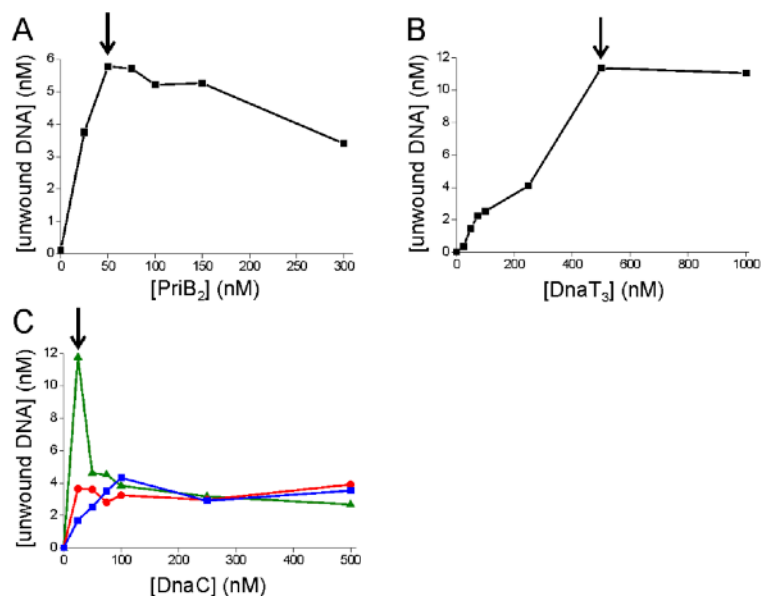 A
[unwound DNA] (nM)
6
5
4
3
2
1
0
0 50 100 150 200 250 300
[PriB₂] (nM)
B
[unwound DNA] (nM)
12
10
8
6
4
2
0
0 200 400 600 800 1000
[DnaT₃] (nM)
C
[unwound DNA] (nM)
12
10
8
6
4
2
0
0 100 200 300 400 500
[DnaC] (nM)